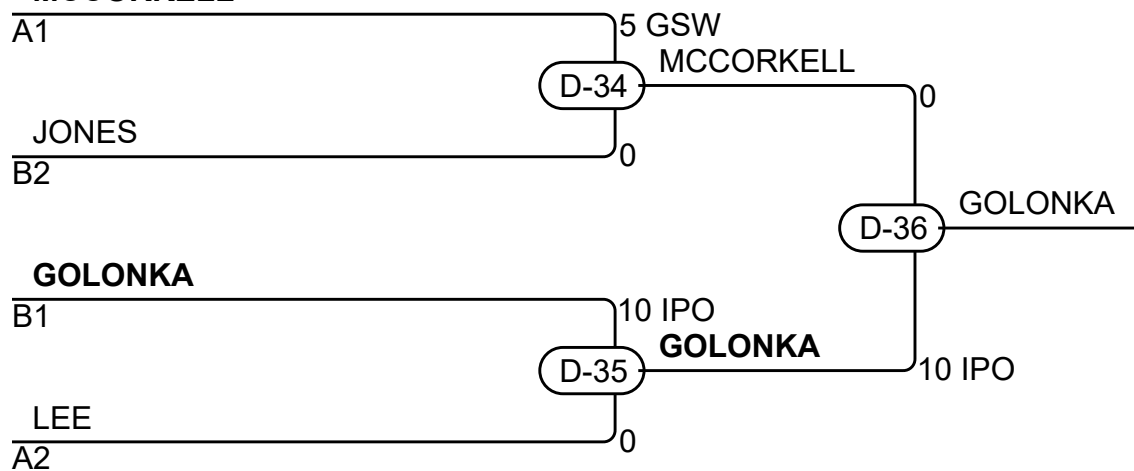 A1
5 GSW
MCCORKELL
D-34
0
JONES
0
B2
D-36
GOLONKA
GOLONKA
B1
10 IPO
GOLONKA
D-35
10 IPO
LEE
0
A2